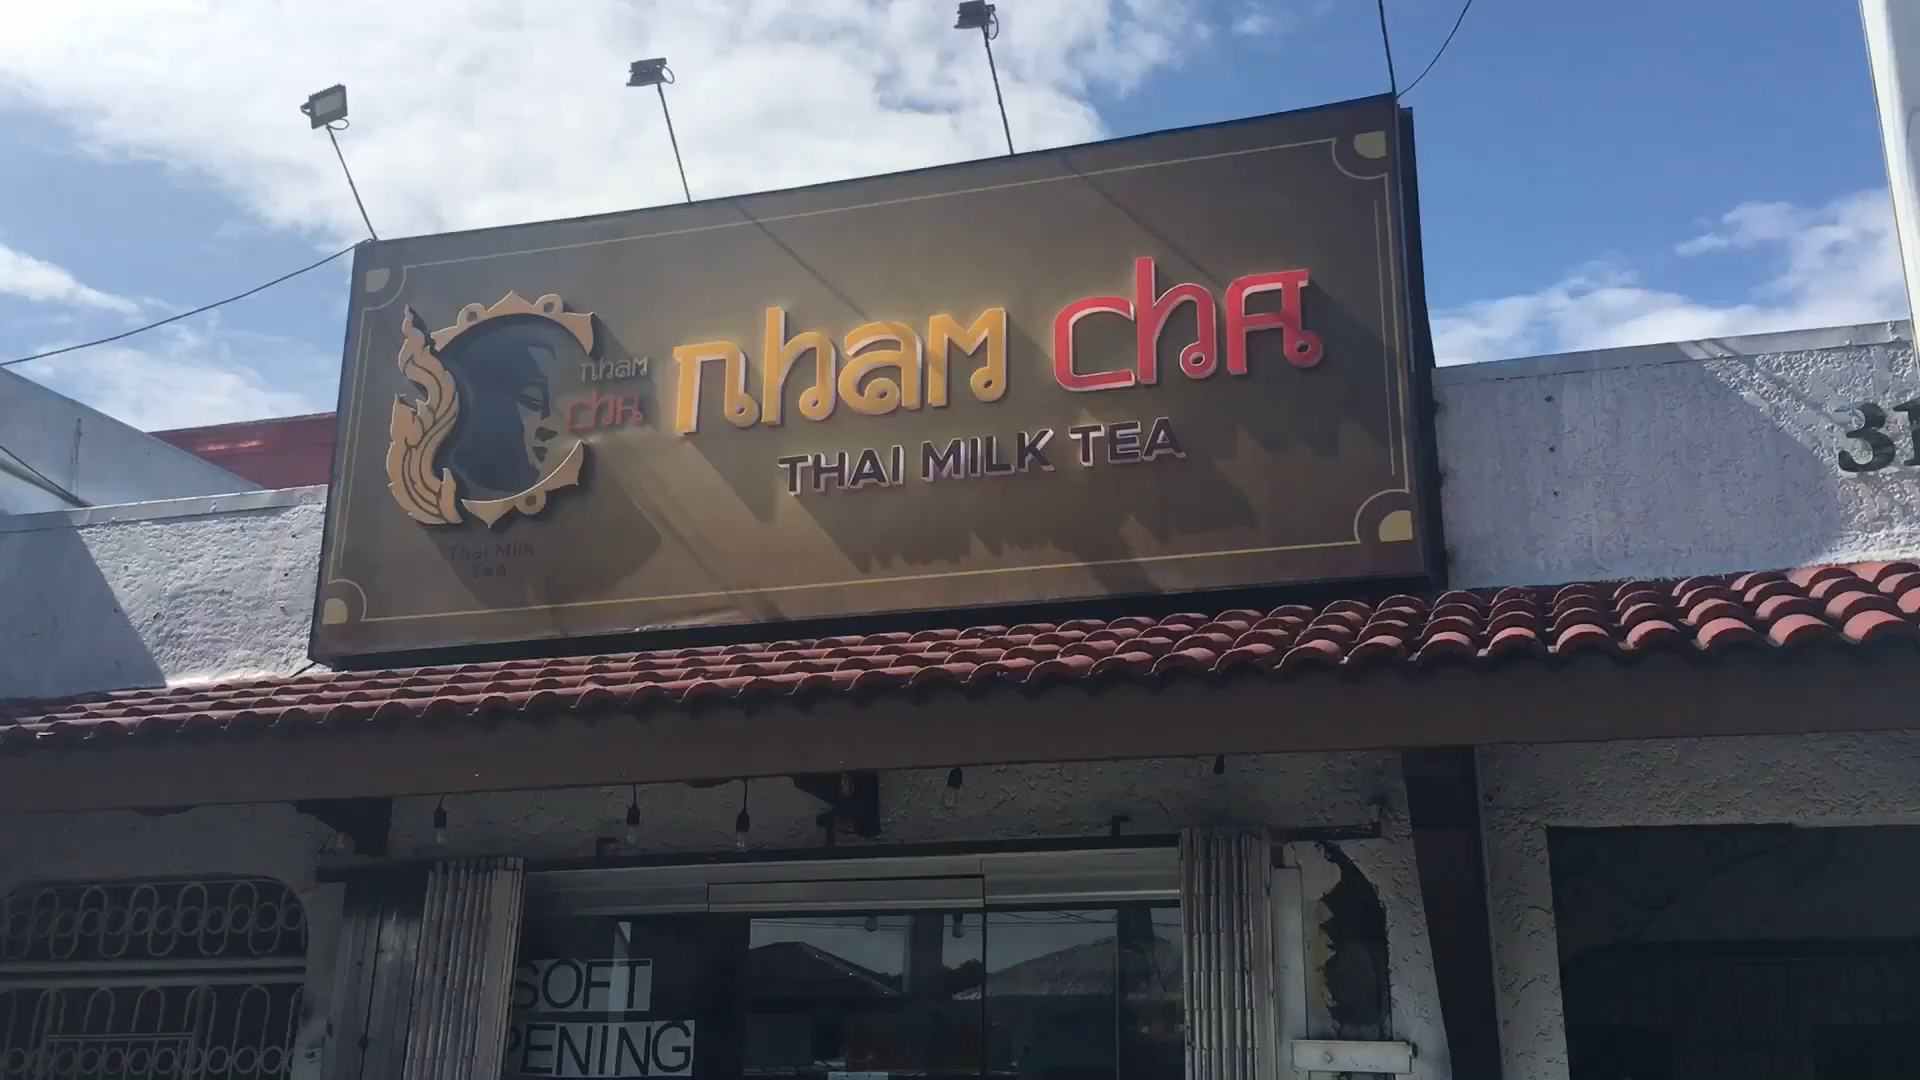 nham
cha
nham cha
THAI MILK TEA
Thai Milk
Tea
SOFT
PENING